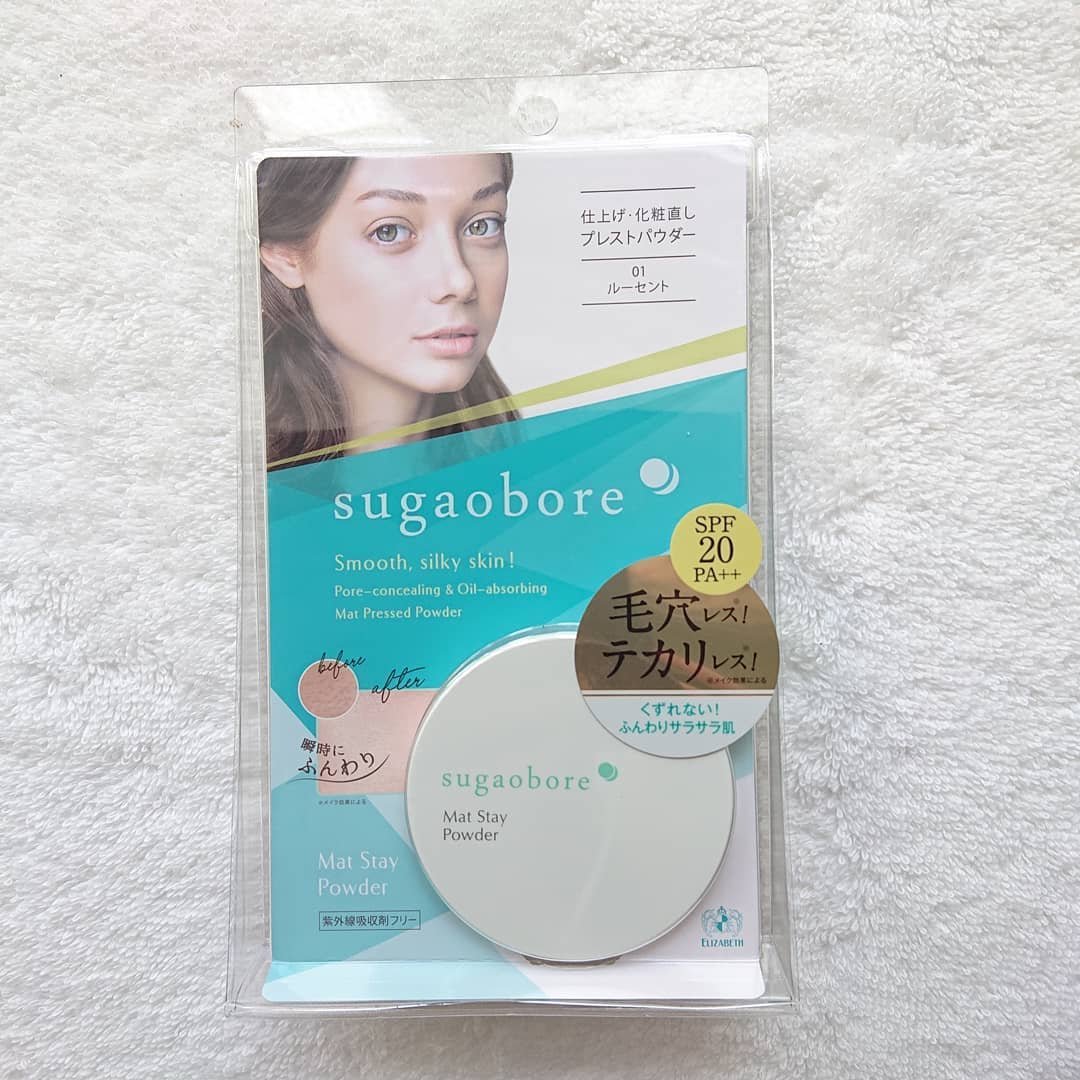 仕上げ・化粧直し
プレストパウダー
01
ルーセント
sugaobore
Smooth, silky skin!
Pore-concealing & Oil-absorbing
Mat Pressed Powder
SPF
20
PA++
毛穴レス!※
テカリレス!※
※メイク効果による
くずれない!
ふんわりサラサラ肌
before
after
瞬時に
ふんわり
※メイク効果による
sugaobore
Mat Stay
Powder
Mat Stay
Powder
紫外線吸収剤フリー
ELIZABETH